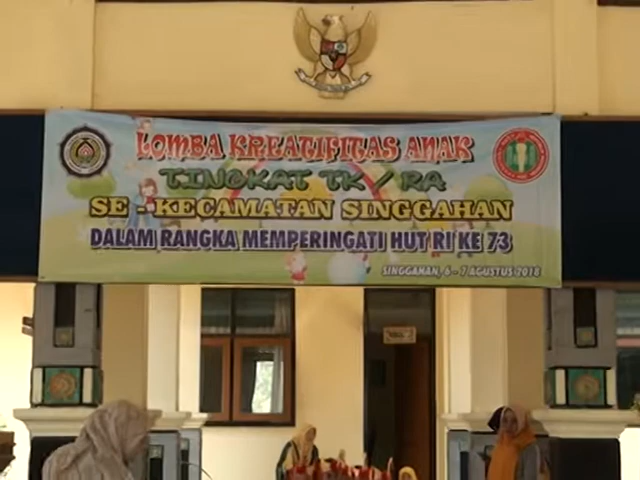 LOMBA KREATIFITAS ANAK
TINGKAT TK / RA
SE - KECAMATAN SINGGAHAN
DALAM RANGKA MEMPERINGATI HUT RI KE 73
SINGGAHAN, 6 - 7 AGUSTUS 2018